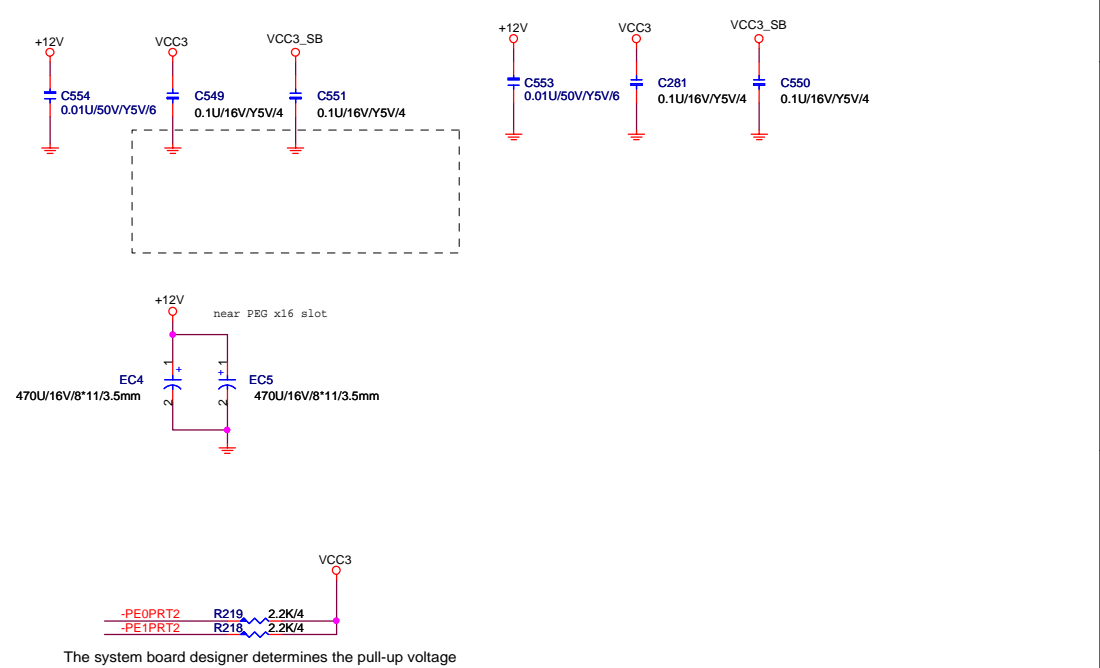 +12V
VCC3
VCC3_SB
C554
0.01U/50V/Y5V/6
C549
0.1U/16V/Y5V/4
C551
0.1U/16V/Y5V/4
+12V
VCC3
VCC3_SB
C553
0.01U/50V/Y5V/6
C281
0.1U/16V/Y5V/4
C550
0.1U/16V/Y5V/4
+12V
near PEG x16 slot
1
+
EC4
470U/16V/8*11/3.5mm
2
1
+
EC5
470U/16V/8*11/3.5mm
2
VCC3
-PE0PRT2 R219 2.2K/4
-PE1PRT2 R218 2.2K/4
The system board designer determines the pull-up voltage